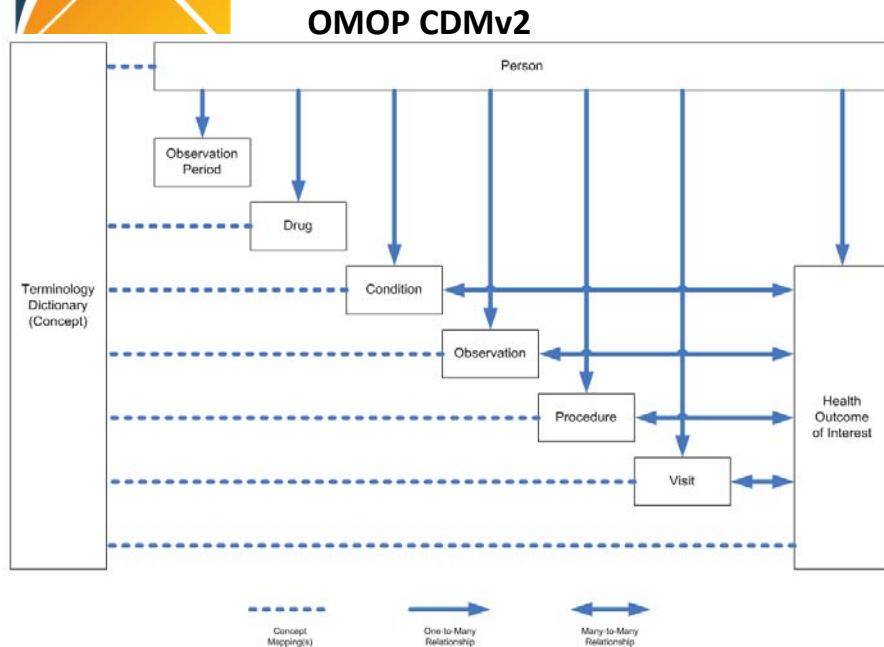 OMOP CDMv2
Person
Observation
Period
Drug
Terminology
Dictionary
(Concept)
Condition
Observation
Health
Outcome
of Interest
Procedure
Visit
Concept
Mapping(s)
One-to-Many
Relationship
Many-to-Many
Relationship